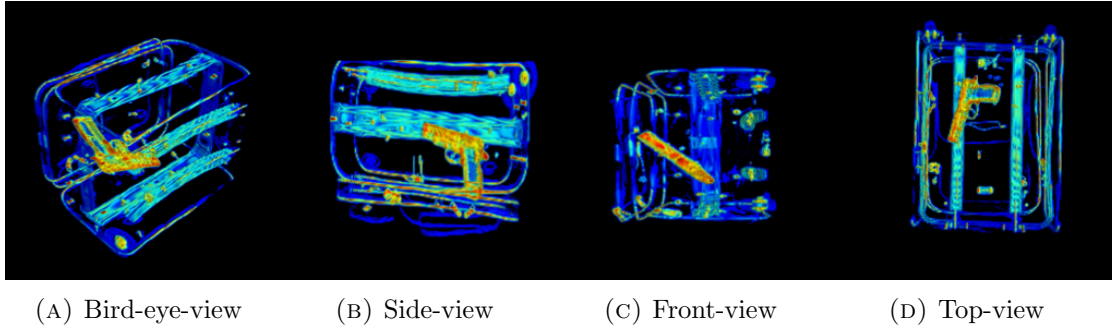 (A) Bird-eye-view
(B) Side-view
(C) Front-view
(D) Top-view